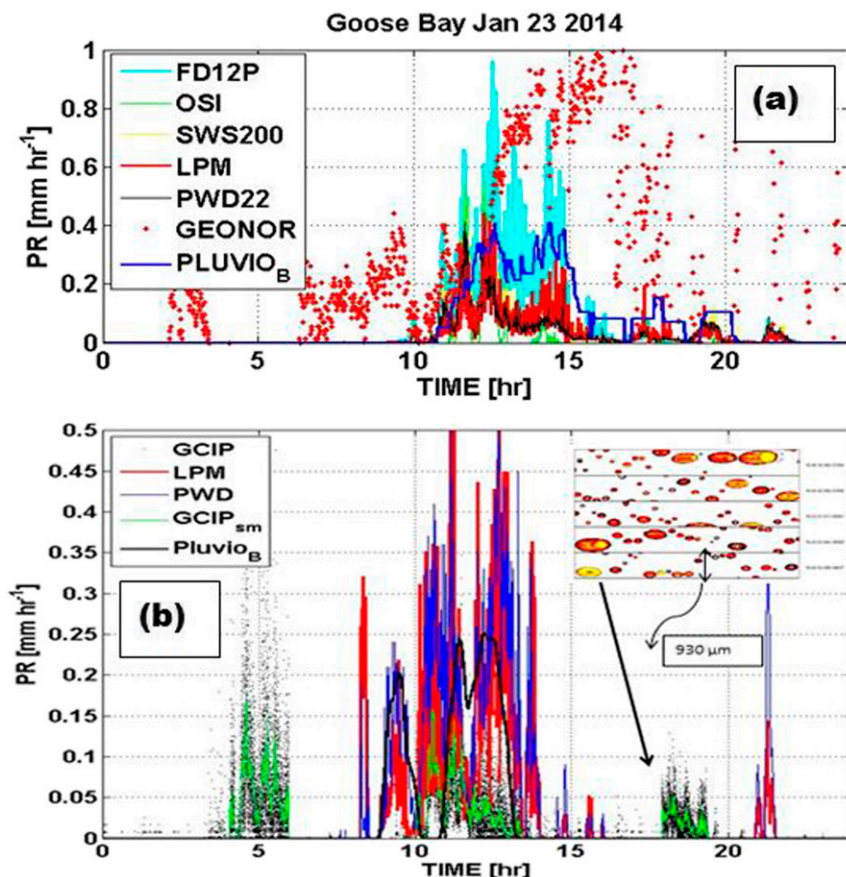 Goose Bay Jan 23 2014
(a)
PR [mm hr-1]
1
0.8
0.6
0.4
0.2
0
FD12P
OSI
SWS200
LPM
PWD22
GEONOR
PLUVIOB
0 5 10 15 20
TIME [hr]
(b)
PR [mm hr-1]
0.5
0.45
0.4
0.35
0.3
0.25
0.2
0.15
0.1
0.05
0
GCIP
LPM
PWD
GCIPsm
PluvioB
930 µm
0 5 10 15 20
TIME [hr]